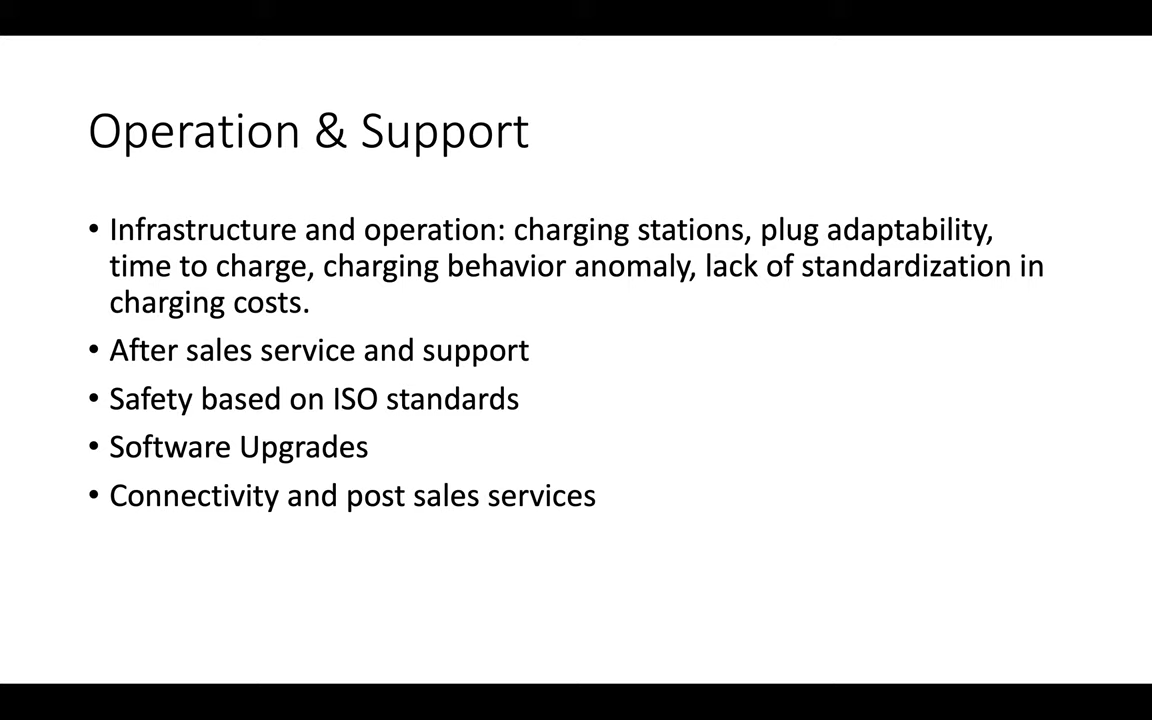 Operation & Support
• Infrastructure and operation: charging stations, plug adaptability,
time to charge, charging behavior anomaly, lack of standardization in
charging costs.
• After sales service and support
• Safety based on ISO standards
• Software Upgrades
• Connectivity and post sales services